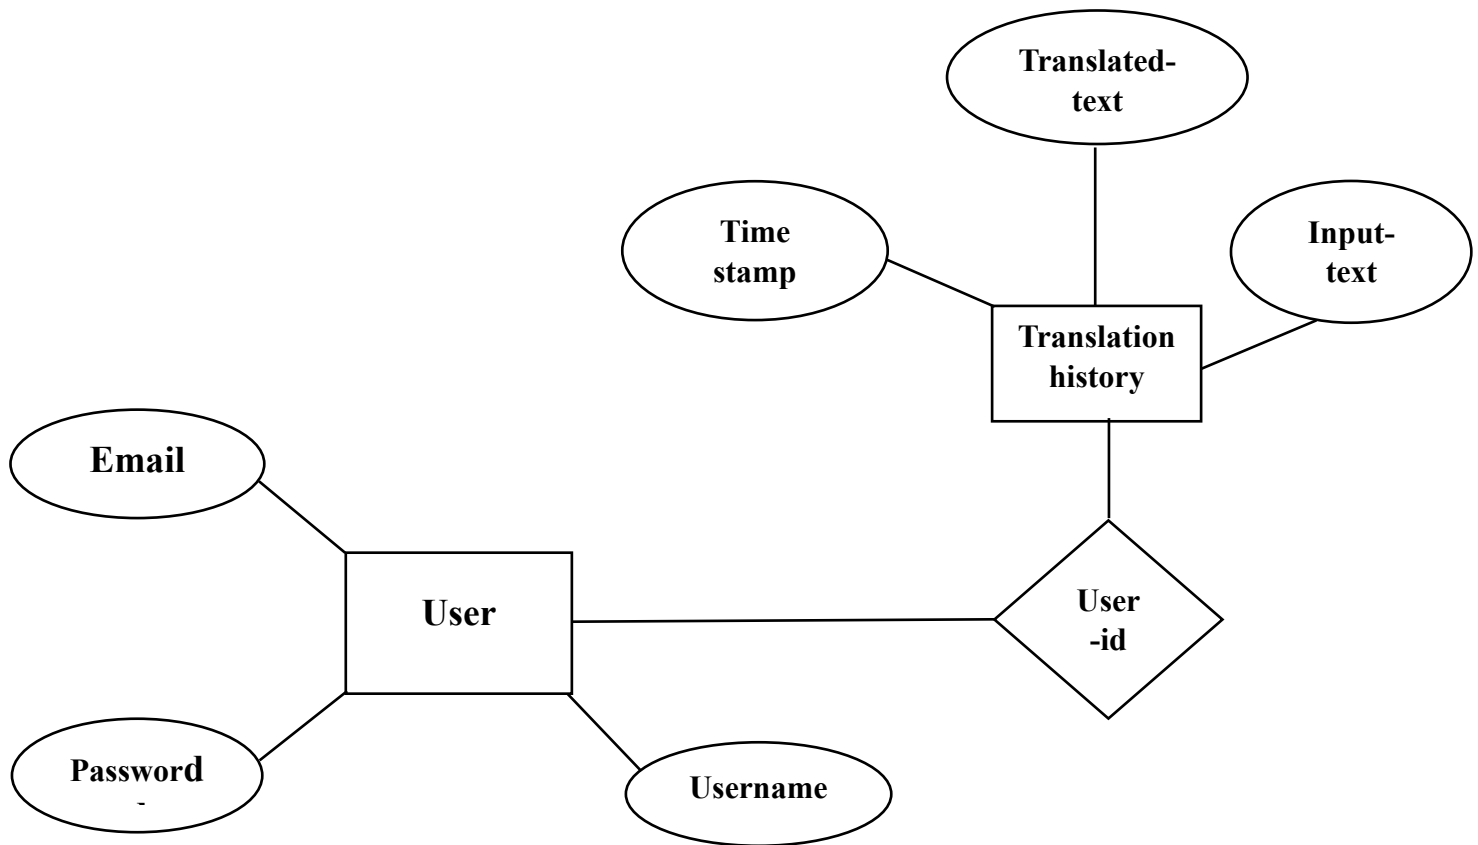 Translated-
text
Time
stamp
Input-
text
Translation
history
Email
User
User
-id
Password
Username